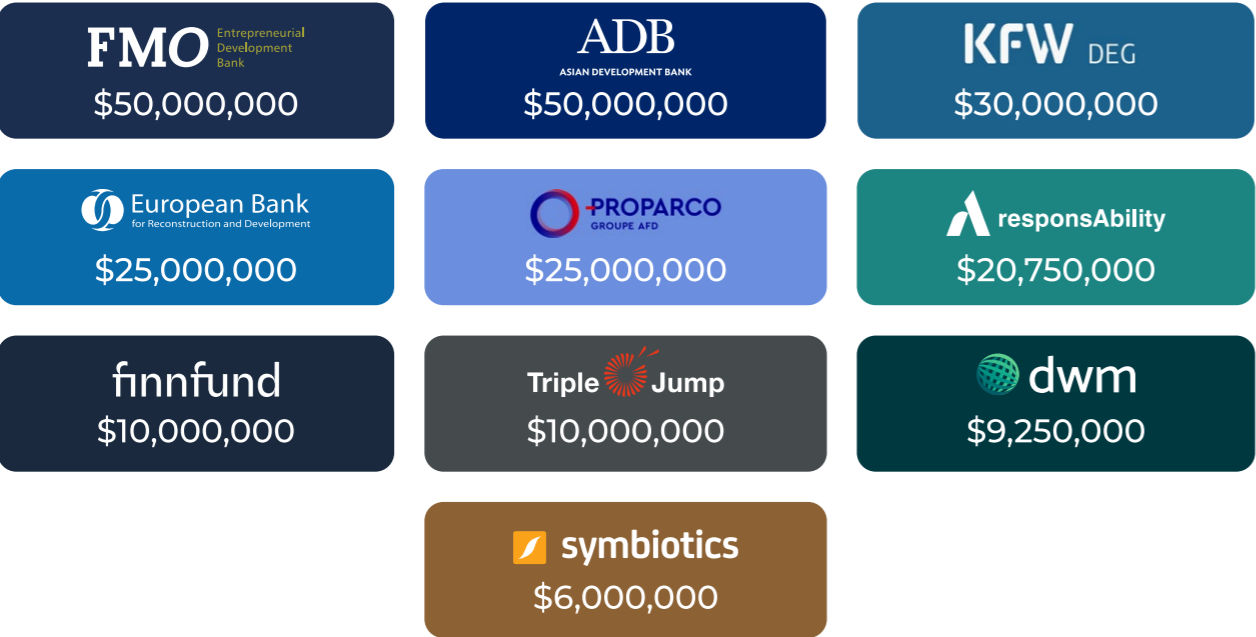 FMO Entrepreneurial
Development
Bank
$50,000,000
ADB
ASIAN DEVELOPMENT BANK
$50,000,000
KFW DEG
$30,000,000
European Bank
for Reconstruction and Development
$25,000,000
PROPARCO
GROUPE AFD
$25,000,000
responsAbility
$20,750,000
finnfund
$10,000,000
Triple Jump
$10,000,000
dwm
$9,250,000
symbiotics
$6,000,000